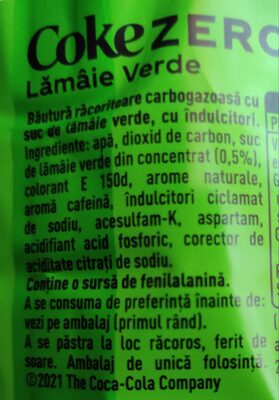 Coke ZERO
Lămâie Verde
Băutură răcoritoare carbogazoasă cu
suc de lămâie verde, cu îndulcitori.
Ingrediente: apă, dioxid de carbon, suc
de lămâie verde din concentrat (0,5%),
colorant E 150d, arome naturale,
aromă cafeină, îndulcitori ciclamat
de sodiu, acesulfam-K, aspartam,
acidifiant acid fosforic, corector de
aciditate citrați de sodiu.
Conține o sursă de fenilalanină.
A se consuma de preferință înainte de:
vezi pe ambalaj (primul rând).
A se păstra la loc răcoros, ferit de
soare. Ambalaj de unică folosință.
©2021 The Coca-Cola Company